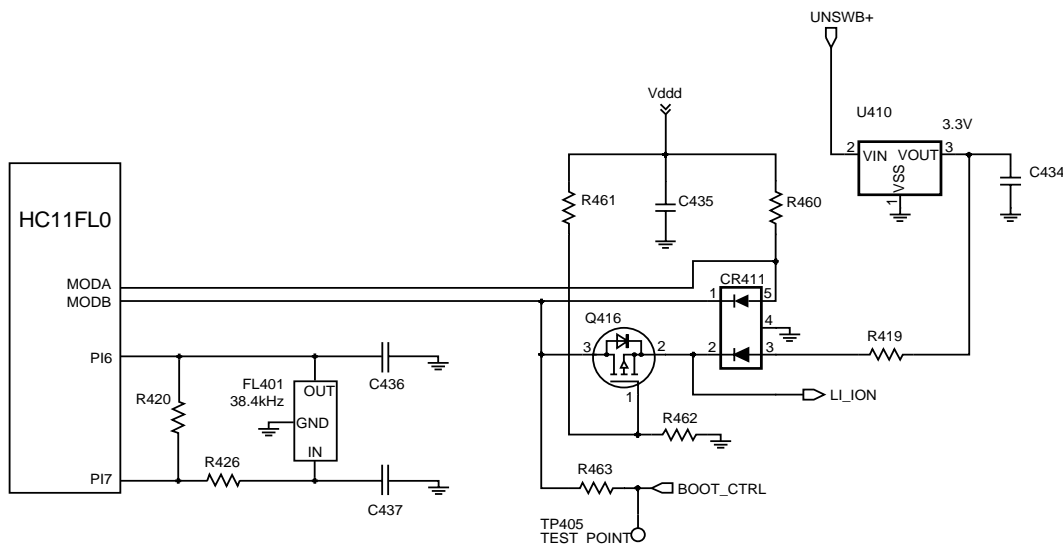 UNSWB+
Vddd
U410
3.3V
2
VIN
VOUT
3
VSS
1
C434
R461
C435
R460
HC11FL0
MODA
MODB
CR411
1
5
4
Q416
3
2
2
3
R419
1
PI6
C436
FL401
38.4kHz
OUT
GND
IN
R420
LI_ION
R462
PI7
R426
C437
R463
BOOT_CTRL
TP405
TEST_POINT